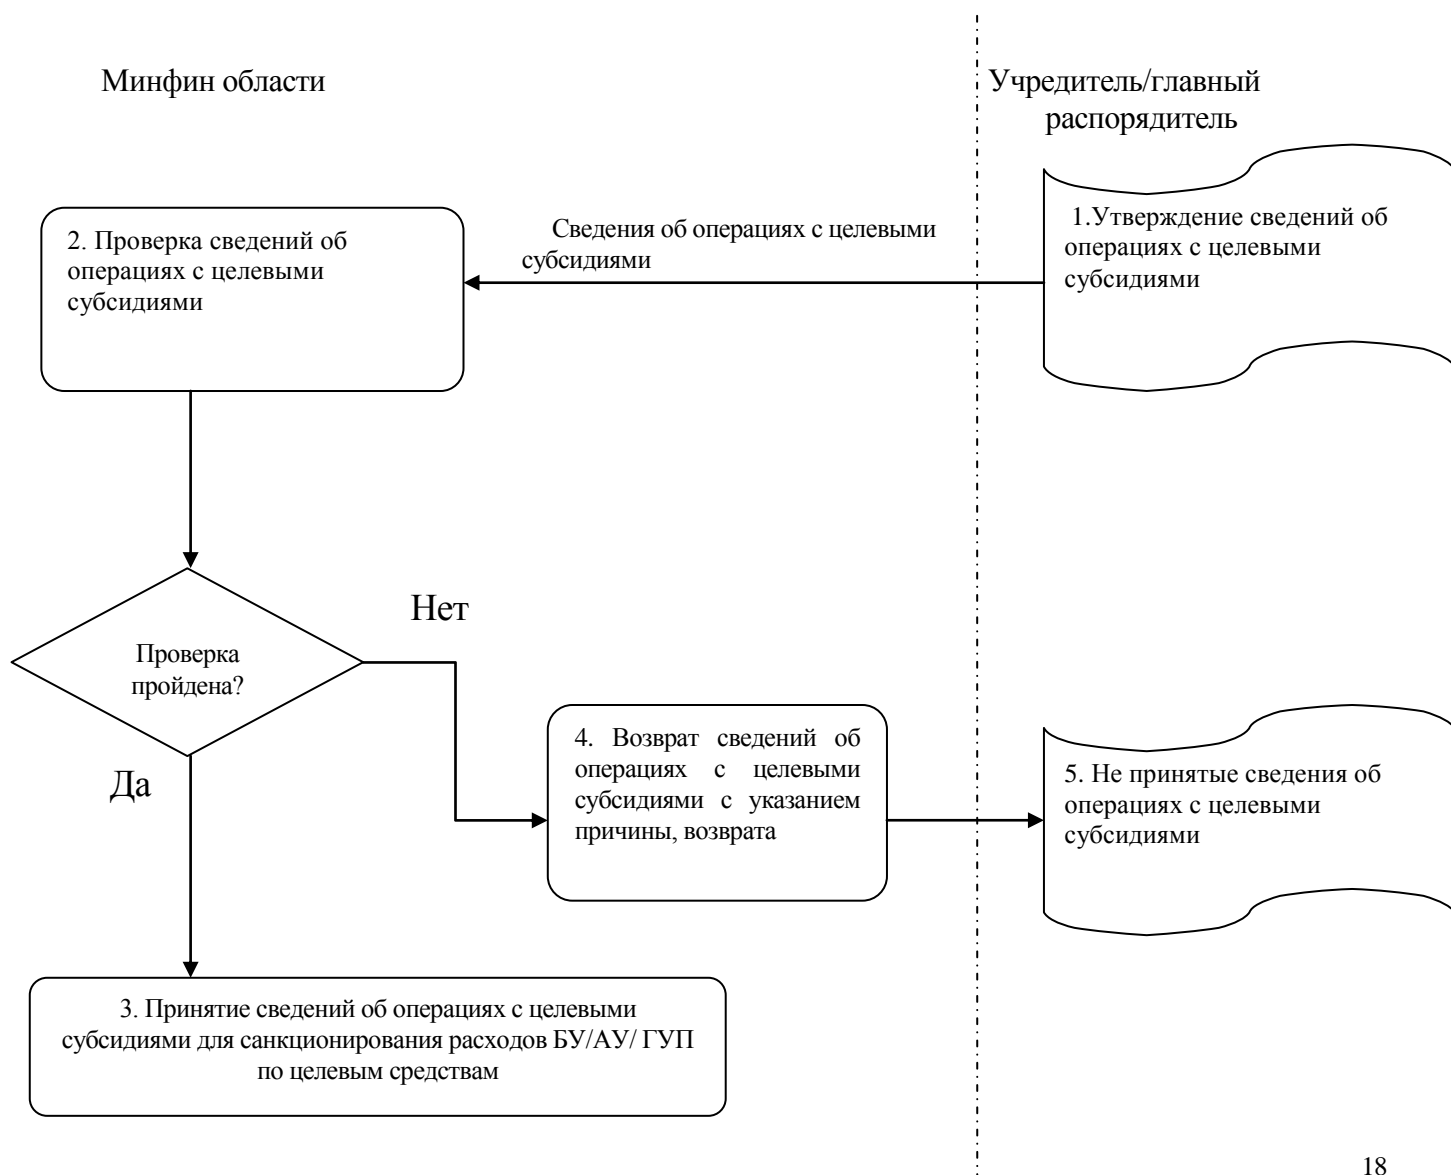 Минфин области
Учредитель/главный
распорядитель
1.Утверждение сведений об
операциях с целевыми
субсидиями
Сведения об операциях с целевыми
субсидиями
2. Проверка сведений об
операциях с целевыми
субсидиями
Нет
Проверка
пройдена?
Да
4. Возврат сведений об
операциях с целевыми
субсидиями с указанием
причины, возврата
5. Не принятые сведения об
операциях с целевыми
субсидиями
3. Принятие сведений об операциях с целевыми
субсидиями для санкционирования расходов БУ/АУ/ ГУП
по целевым средствам
18